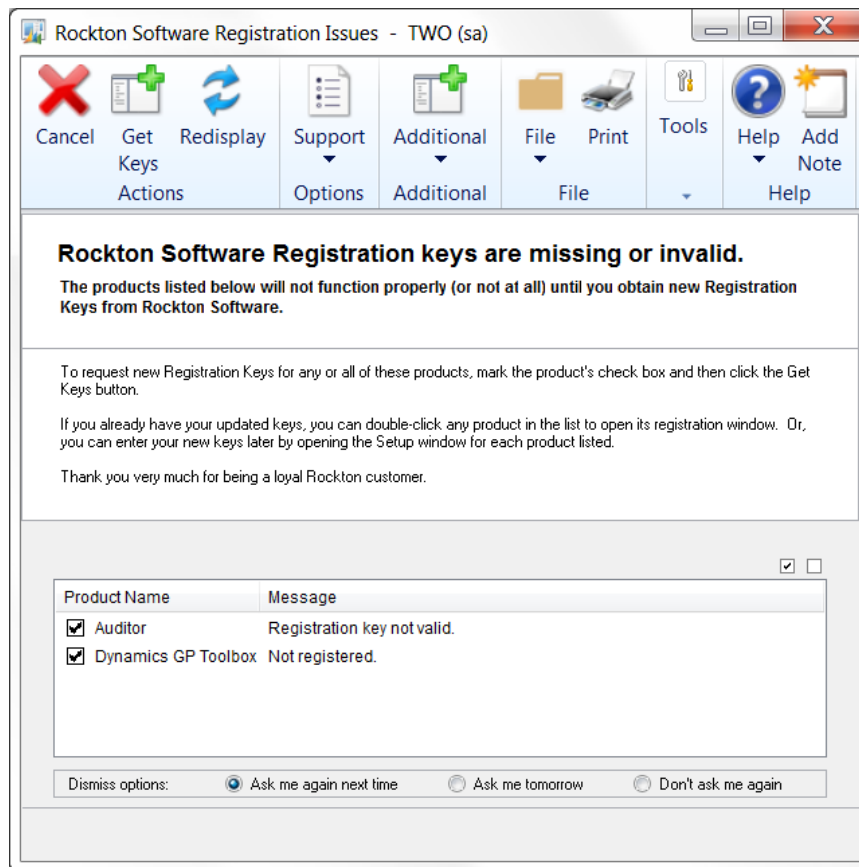 Rockton Software Registration Issues  -  TWO (sa)
Cancel Get Keys Redisplay Support Additional File Print Tools Help Add Note
Actions Options Additional File Help
Rockton Software Registration keys are missing or invalid.
The products listed below will not function properly (or not at all) until you obtain new Registration
Keys from Rockton Software.
To request new Registration Keys for any or all of these products, mark the product's check box and then click the Get
Keys button.
If you already have your updated keys, you can double-click any product in the list to open its registration window.  Or,
you can enter your new keys later by opening the Setup window for each product listed.
Thank you very much for being a loyal Rockton customer.
Product Name Message
Auditor Registration key not valid.
Dynamics GP Toolbox Not registered.
Dismiss options: Ask me again next time Ask me tomorrow Don't ask me again